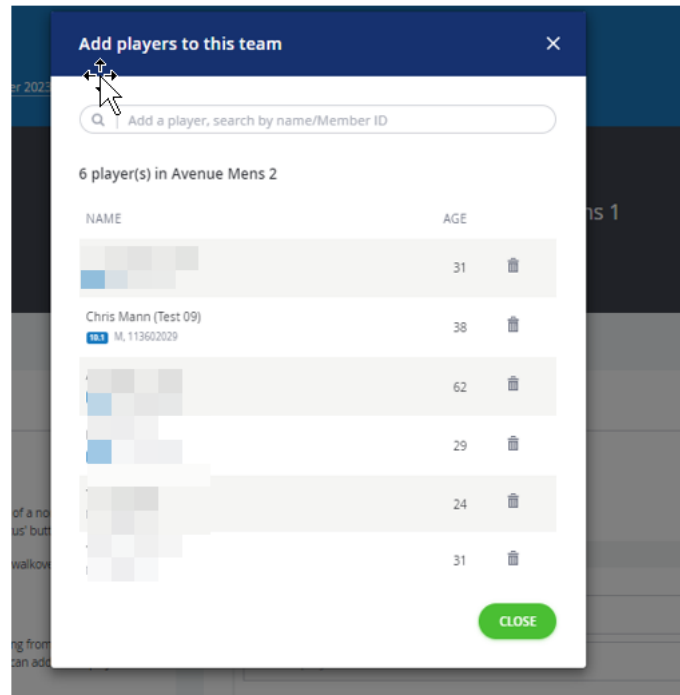 Add players to this team
Add a player, search by name/Member ID
6 player(s) in Avenue Mens 2
NAME AGE
31
Chris Mann (Test 09)
10.1 M, 113602029
38
62
29
24
31
CLOSE
er 2023
ns 1
of a no
us' butt
walkove
ng from
can add